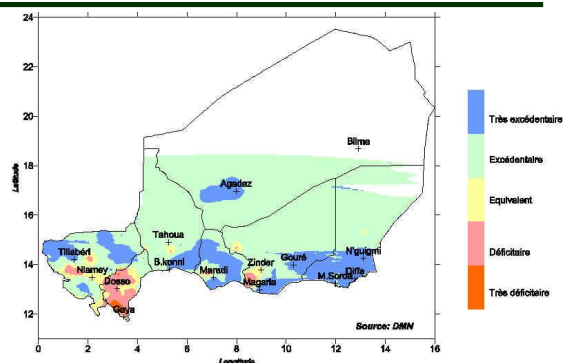 24
22
20
18
16
14
12
Latitude
Bilma
Agadez
Tahoua
Tillabéri
B.konni
Niamey
Dosso
Gaya
Maradi
Zinder
Magaria
Gouré
N'guigmi
Diffa
M.Soroa
Source: DMN
0 2 4 6 8 10 12 14 16
Longitude
Très excédentaire
Excédentaire
Equivalent
Déficitaire
Très déficitaire